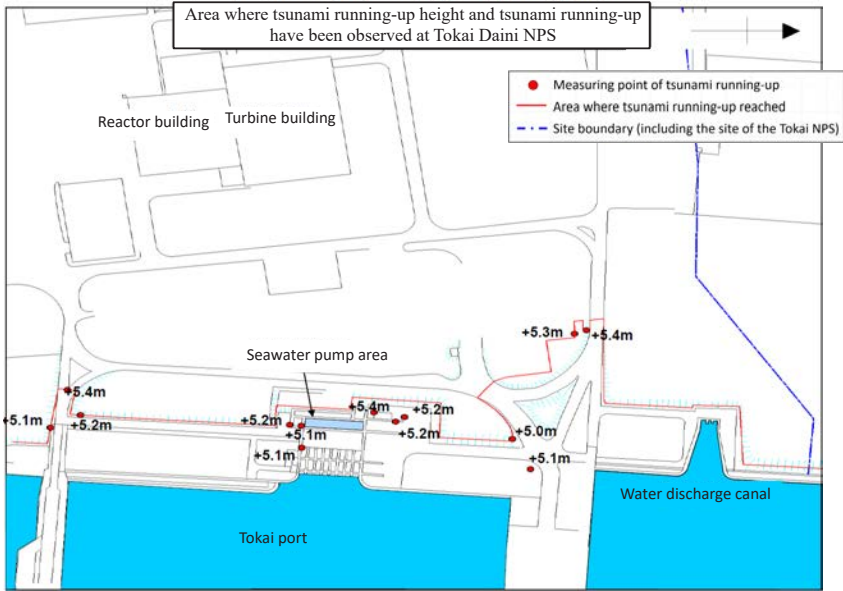 Area where tsunami running-up height and tsunami running-up
have been observed at Tokai Daini NPS
Measuring point of tsunami running-up
Area where tsunami running-up reached
Site boundary (including the site of the Tokai NPS)
Reactor building
Turbine building
+5.3m
+5.4m
Seawater pump area
+5.4m
+5.4m
+5.1m
+5.2m
+5.2m
+5.2m
+5.1m
+5.2m
+5.0m
+5.1m
+5.1m
Water discharge canal
Tokai port